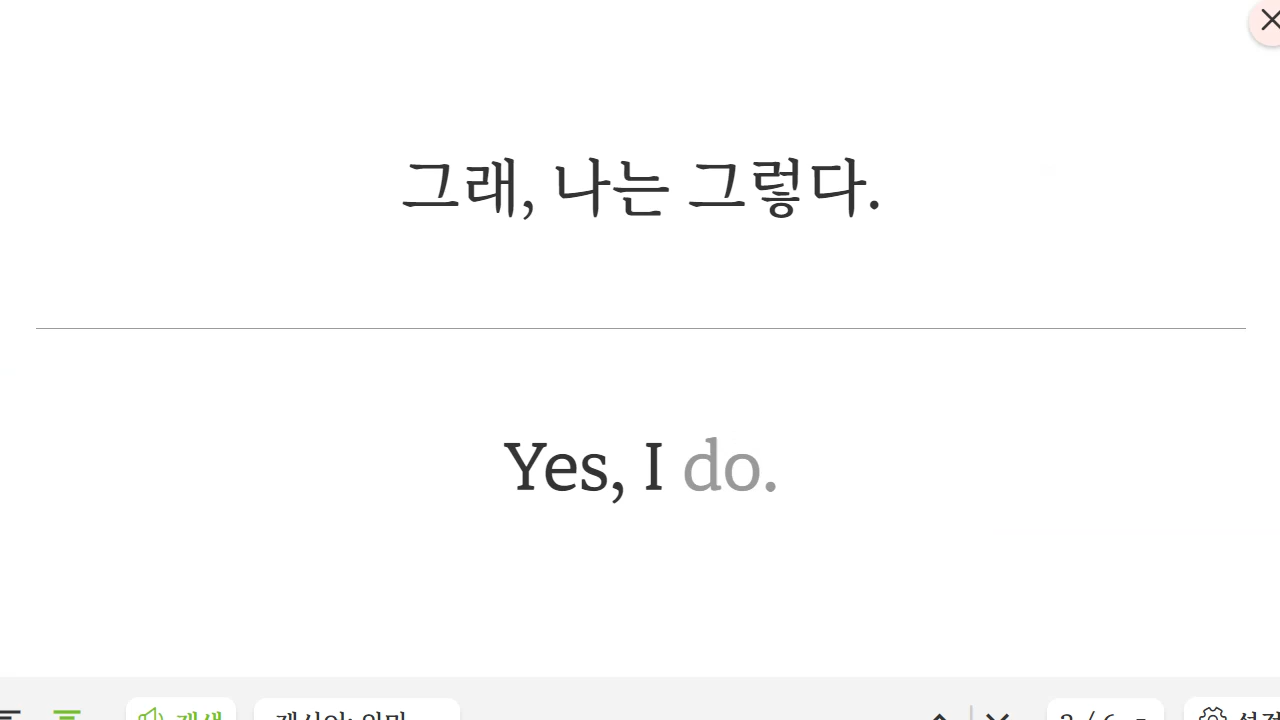 그래, 나는 그렇다.
Yes, I do.